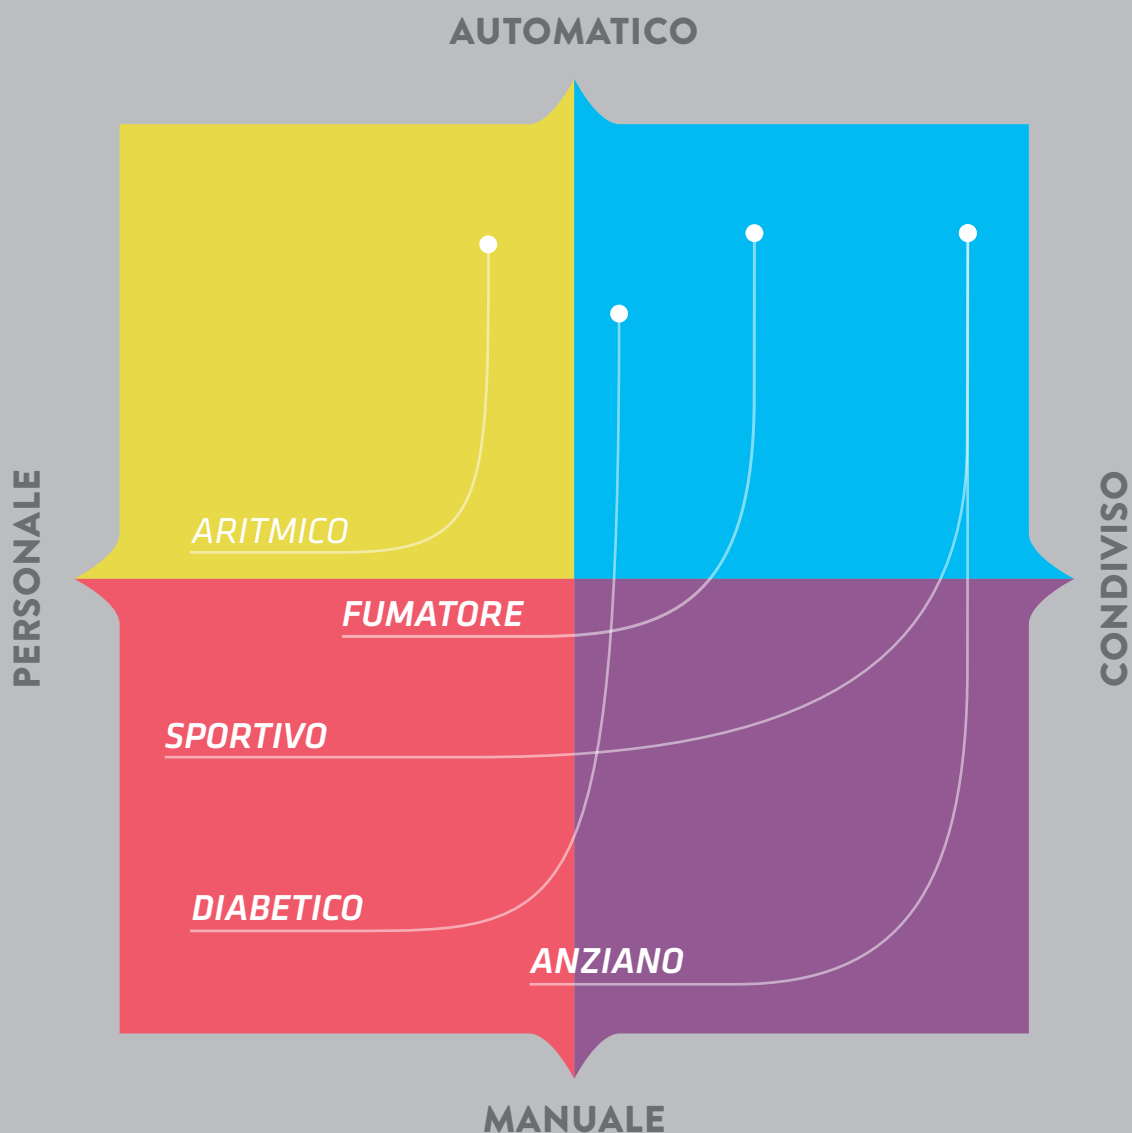 AUTOMATICO
PERSONALE
CONDIVISO
ARITMICO
FUMATORE
SPORTIVO
DIABETICO
ANZIANO
MANUALE